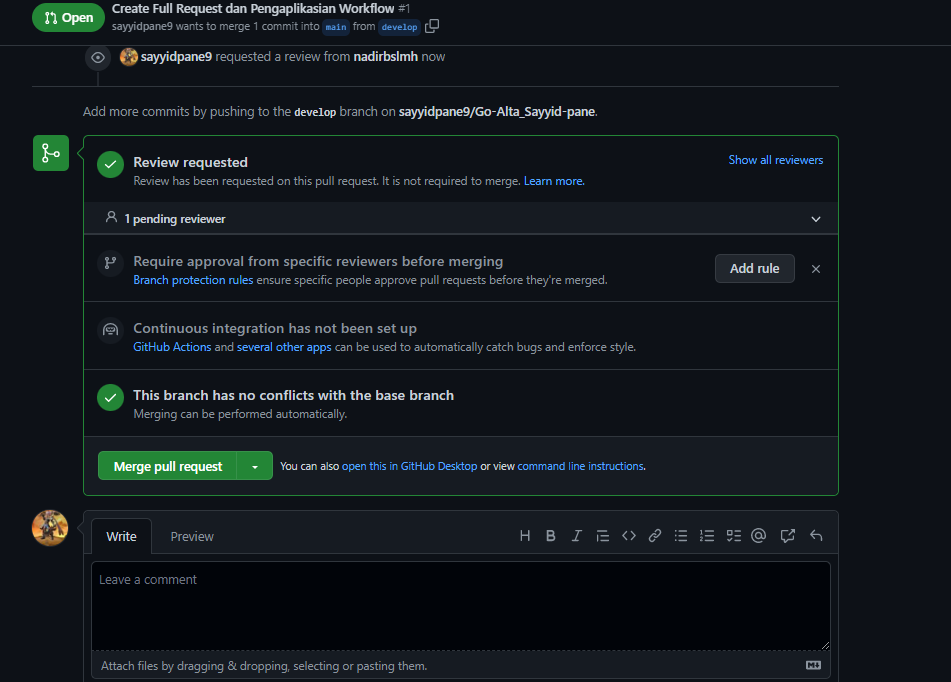 Open
Create Full Request dan Pengaplikasian Workflow #1
sayyidpane9 wants to merge 1 commit into main from develop
sayyidpane9 requested a review from nadirbslmh now
Add more commits by pushing to the develop branch on sayyidpane9/Go-Alta_Sayyid-pane.
Review requested
Show all reviewers
Review has been requested on this pull request. It is not required to merge. Learn more.
1 pending reviewer
Require approval from specific reviewers before merging
Branch protection rules ensure specific people approve pull requests before they're merged.
Add rule
Continuous integration has not been set up
GitHub Actions and several other apps can be used to automatically catch bugs and enforce style.
This branch has no conflicts with the base branch
Merging can be performed automatically.
Merge pull request
You can also open this in GitHub Desktop or view command line instructions.
Write Preview
Leave a comment
Attach files by dragging & dropping, selecting or pasting them.